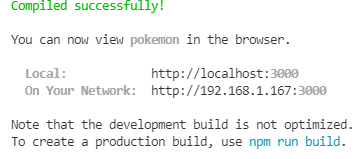 Compiled successfully!
You can now view pokemon in the browser.
Local: http://localhost:3000
On Your Network: http://192.168.1.167:3000
Note that the development build is not optimized.
To create a production build, use npm run build.